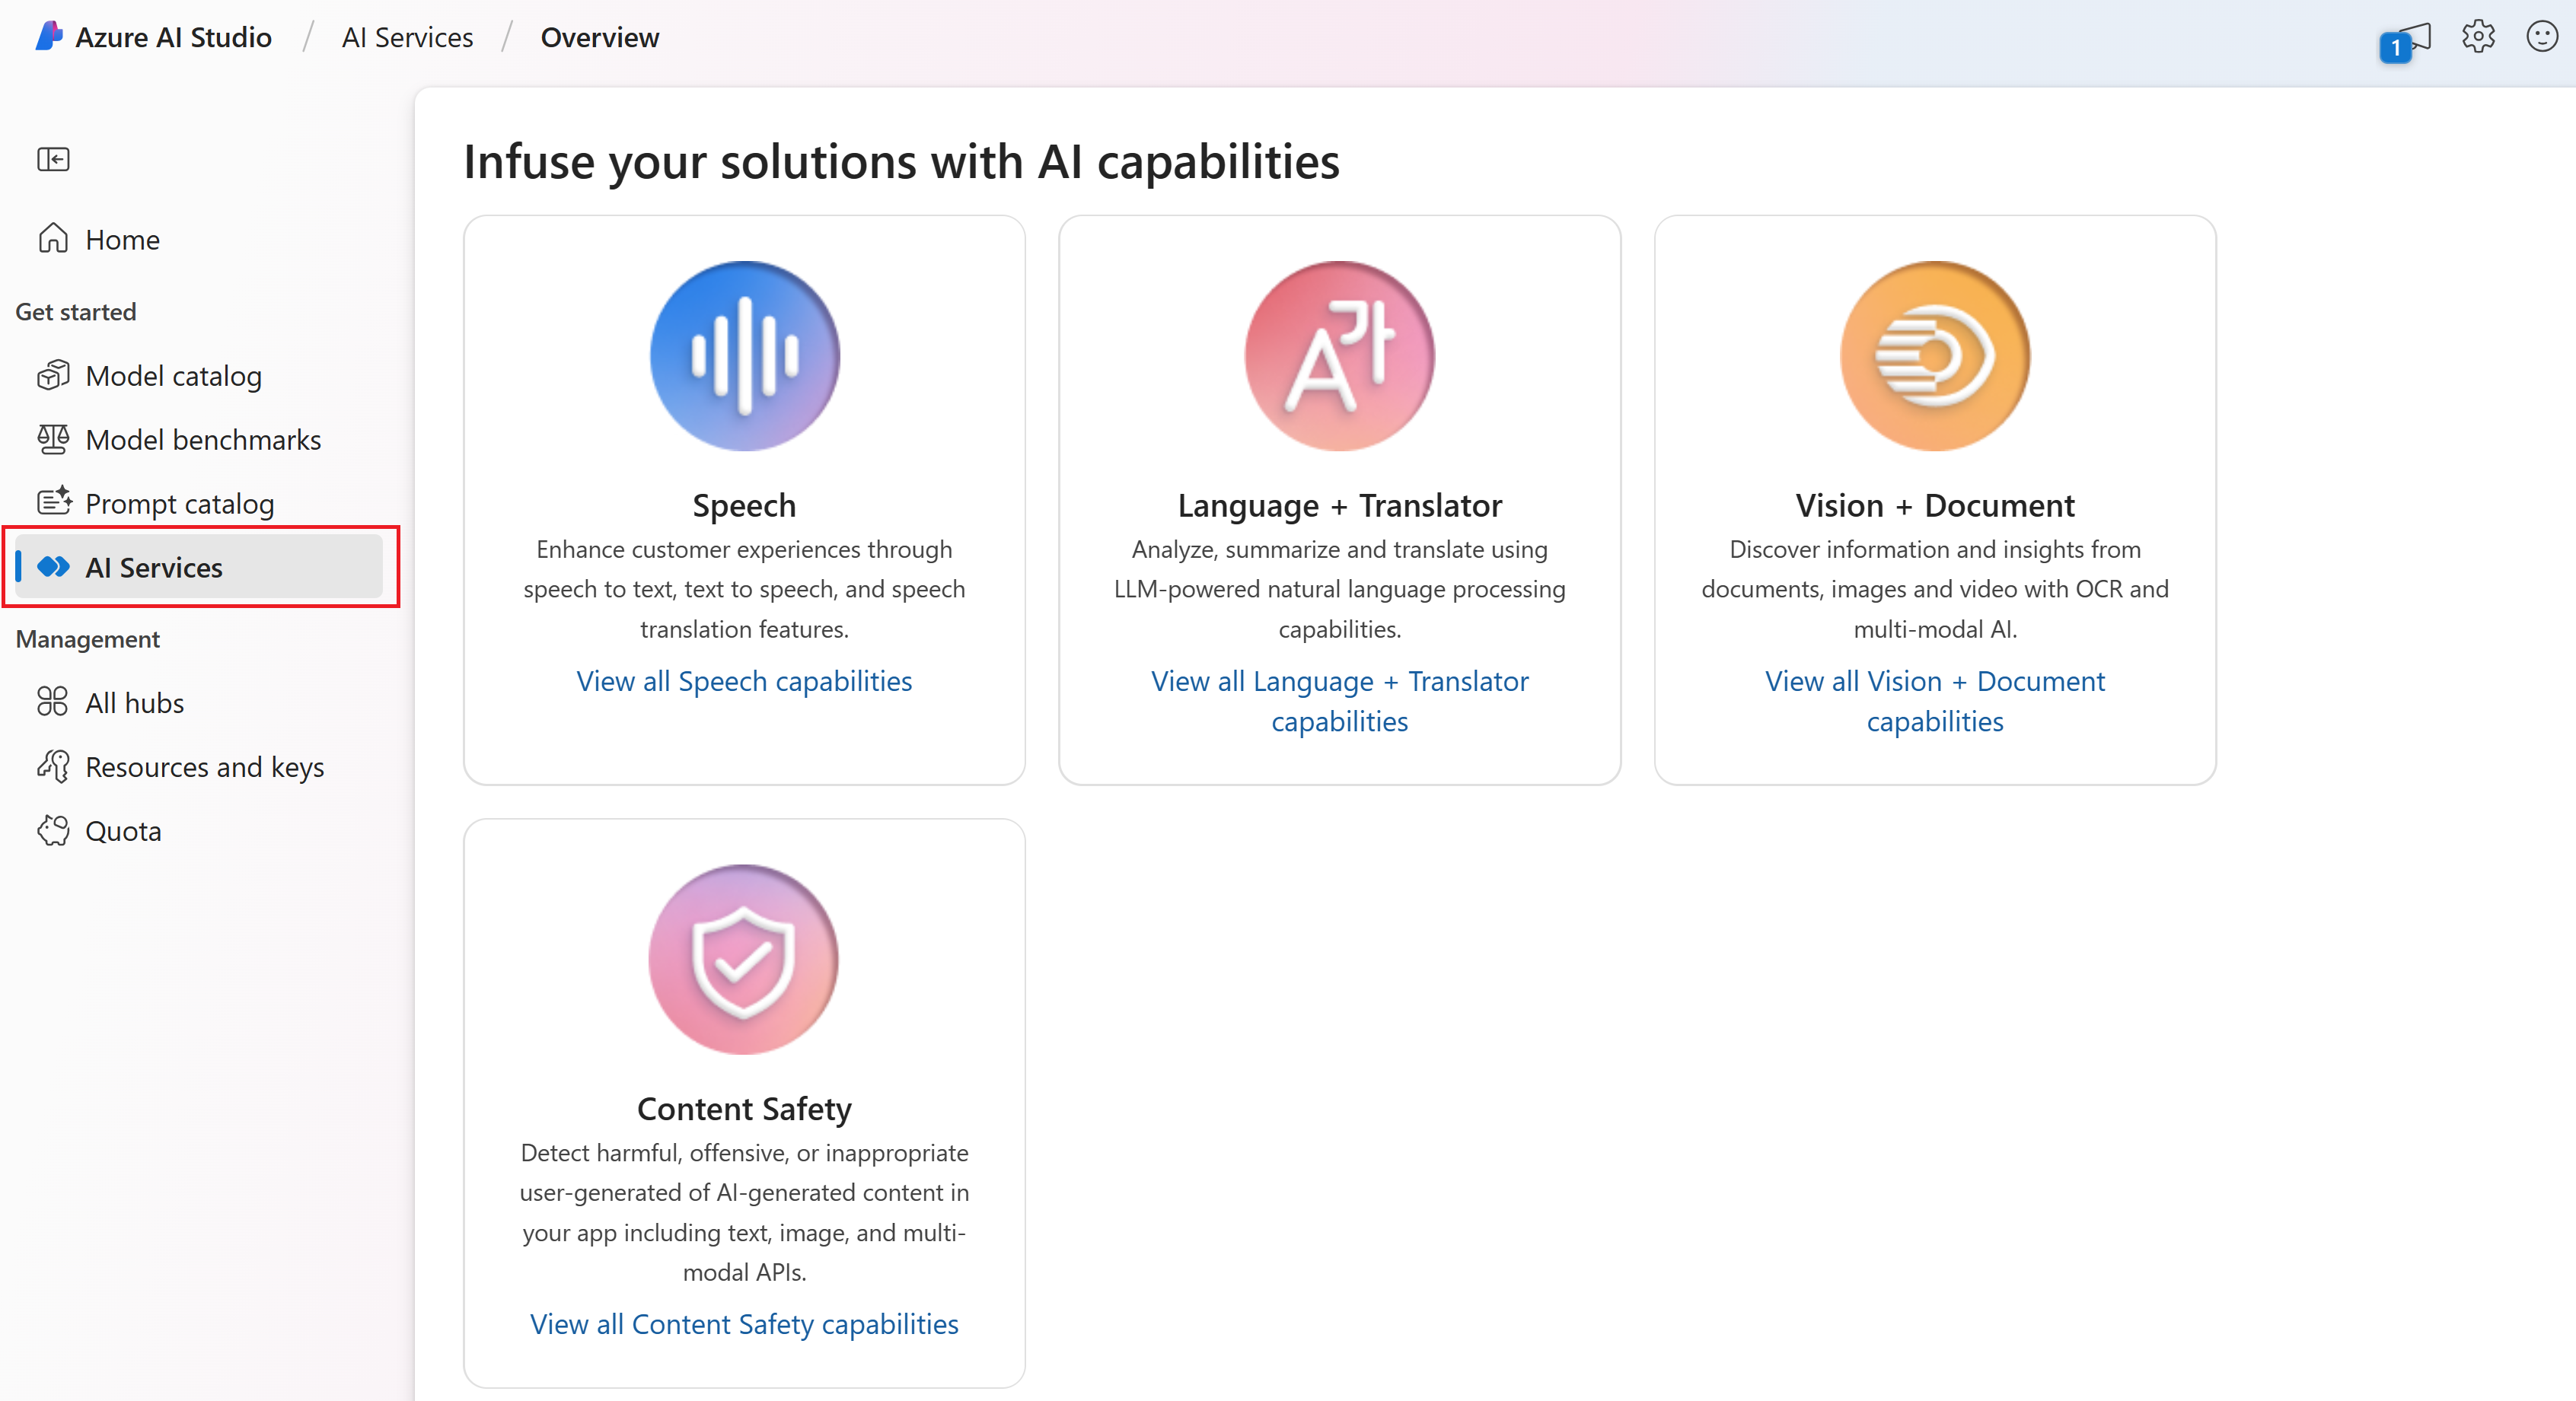 Azure AI Studio / AI Services / Overview
1
Home
Get started
Model catalog
Model benchmarks
Prompt catalog
AI Services
Management
All hubs
Resources and keys
Quota
Infuse your solutions with AI capabilities
A가
Speech
Enhance customer experiences through
speech to text, text to speech, and speech
translation features.
View all Speech capabilities
Language + Translator
Analyze, summarize and translate using
LLM-powered natural language processing
capabilities.
View all Language + Translator
capabilities
Vision + Document
Discover information and insights from
documents, images and video with OCR and
multi-modal AI.
View all Vision + Document
capabilities
Content Safety
Detect harmful, offensive, or inappropriate
user-generated of AI-generated content in
your app including text, image, and multi-
modal APIs.
View all Content Safety capabilities